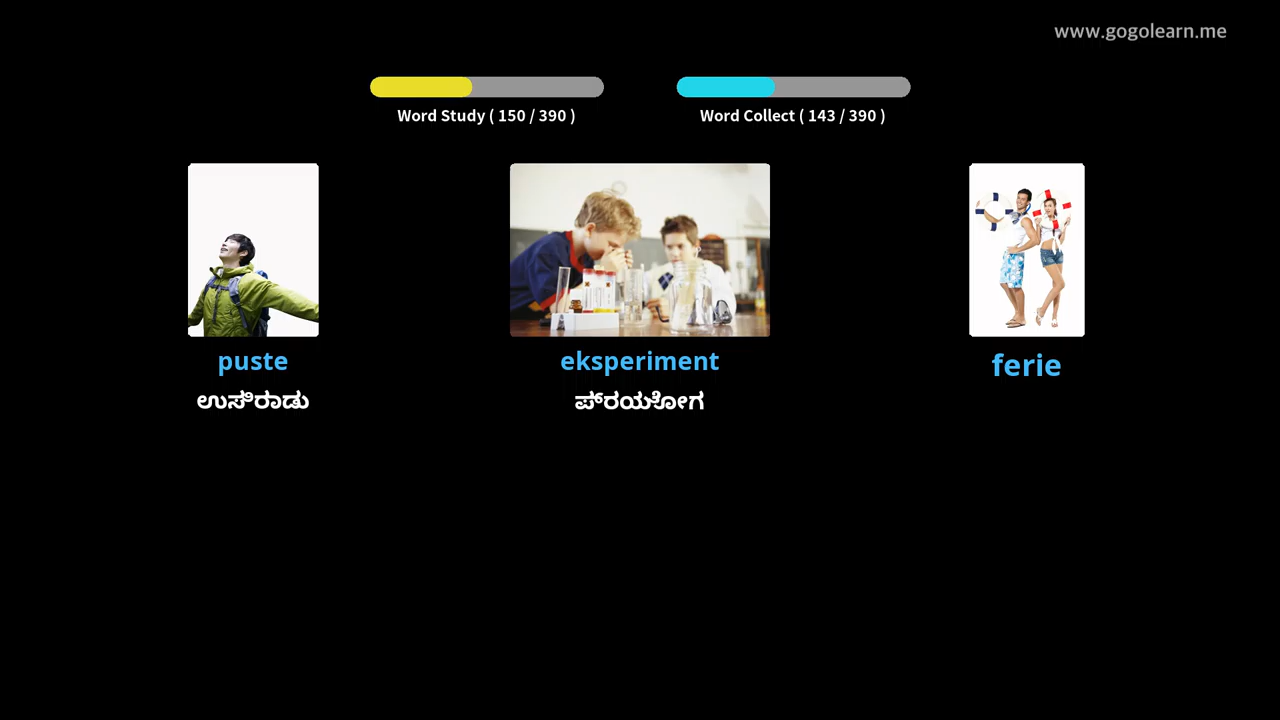 www.gogolearn.me
Word Study ( 150 / 390 )
Word Collect ( 143 / 390 )
puste
ಉಸಿರಾಡು
eksperiment
ಪ್ರಯೋಗ
ferie